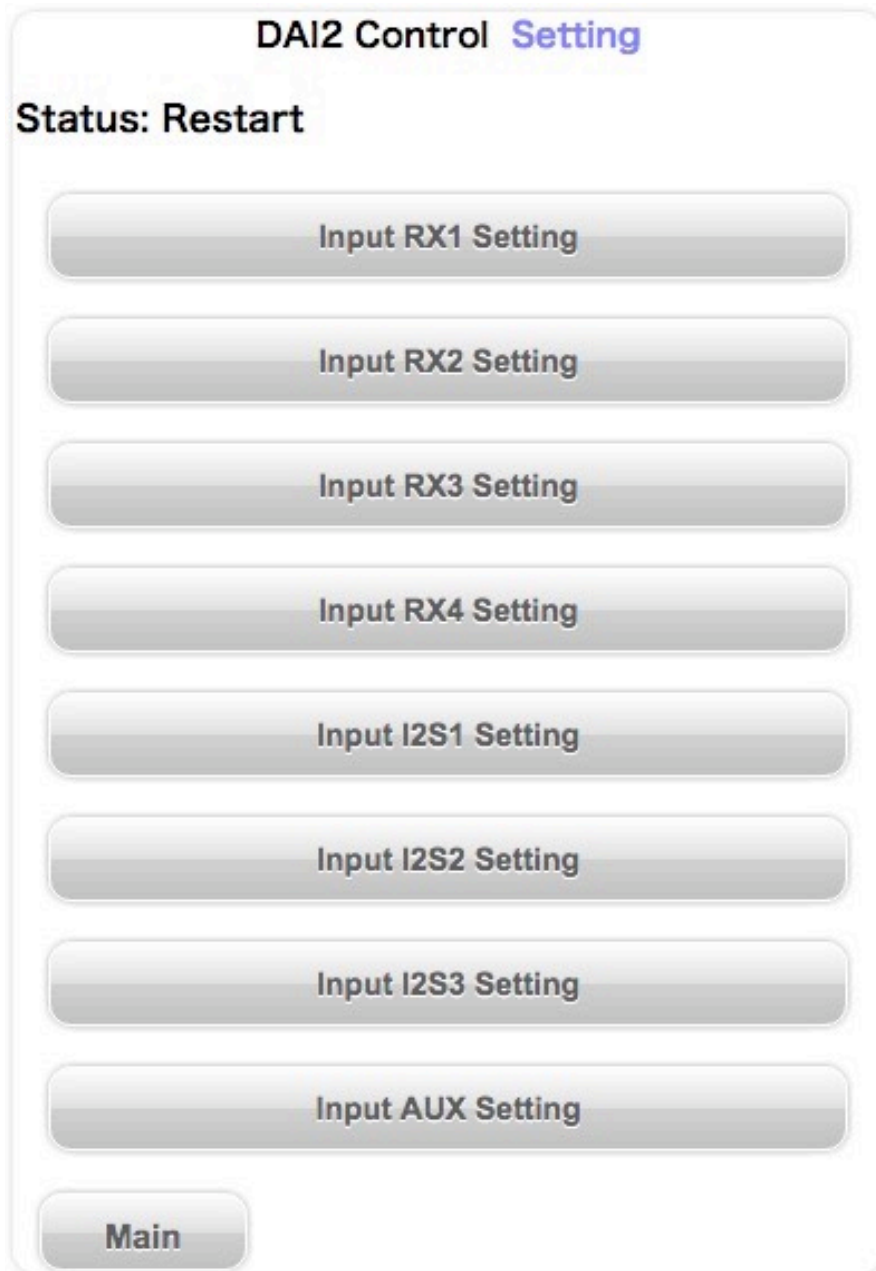 DAI2 Control Setting
Status: Restart
Input RX1 Setting
Input RX2 Setting
Input RX3 Setting
Input RX4 Setting
Input I2S1 Setting
Input I2S2 Setting
Input I2S3 Setting
Input AUX Setting
Main